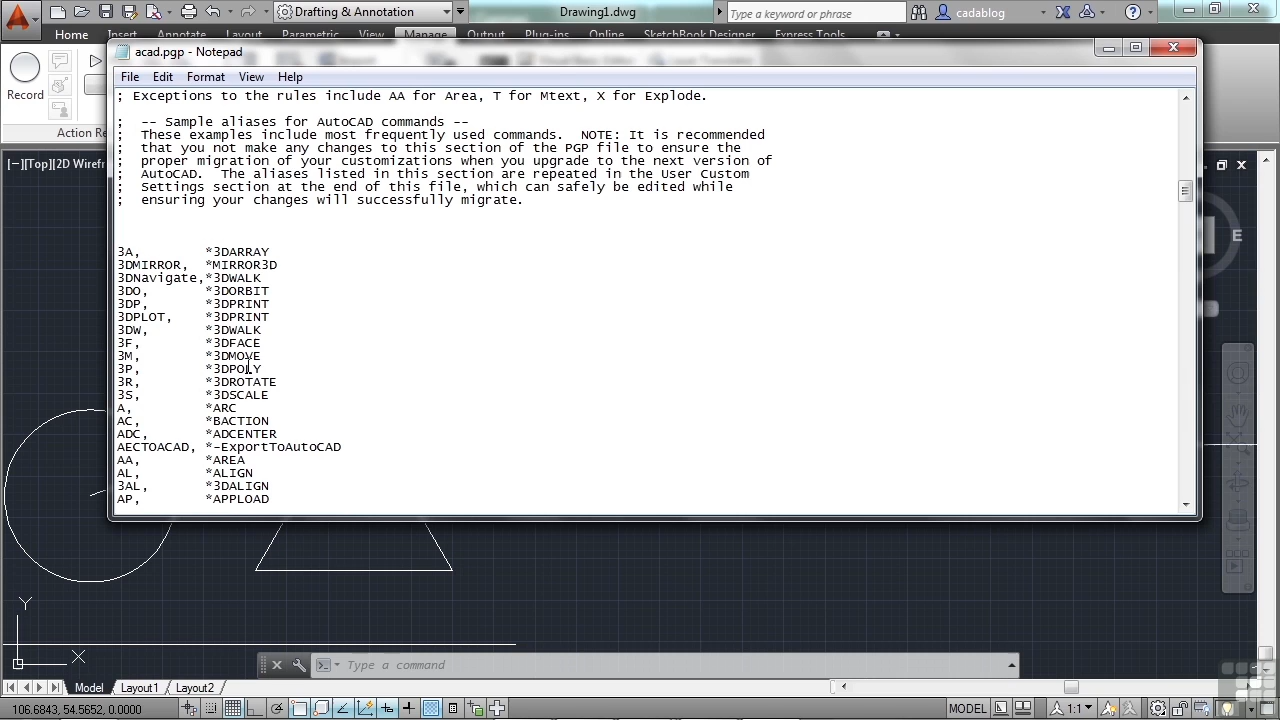 Drafting & Annotation
Drawing1.dwg
Type a keyword or phrase
cadablog
Home Insert Annotate Layout Parametric View Manage Output Plug-ins Online SketchBook Designer Express Tools
acad.pgp - Notepad
File Edit Format View Help
Record
Action Re
[−][Top][2D Wirefr
; Exceptions to the rules include AA for Area, T for Mtext, X for Explode.
;  -- Sample aliases for AutoCAD commands --
;  These examples include most frequently used commands.  NOTE: It is recommended
;  that you not make any changes to this section of the PGP file to ensure the
;  proper migration of your customizations when you upgrade to the next version of
;  AutoCAD.  The aliases listed in this section are repeated in the User Custom
;  Settings section at the end of this file, which can safely be edited while
;  ensuring your changes will successfully migrate.
3A,        *3DARRAY
3DMIRROR,  *MIRROR3D
3DNavigate,*3DWALK
3DO,       *3DORBIT
3DP,       *3DPRINT
3DPLOT,    *3DPRINT
3DW,       *3DWALK
3F,        *3DFACE
3M,        *3DMOVE
3P,        *3DPOLY
3R,        *3DROTATE
3S,        *3DSCALE
A,         *ARC
AC,        *BACTION
ADC,       *ADCENTER
AECTOACAD, *-ExportToAutoCAD
AA,        *AREA
AL,        *ALIGN
3AL,       *3DALIGN
AP,        *APPLOAD
E
Y
X
Type a command
Model Layout1 Layout2
106.6843, 54.5652, 0.0000
MODEL
1:1